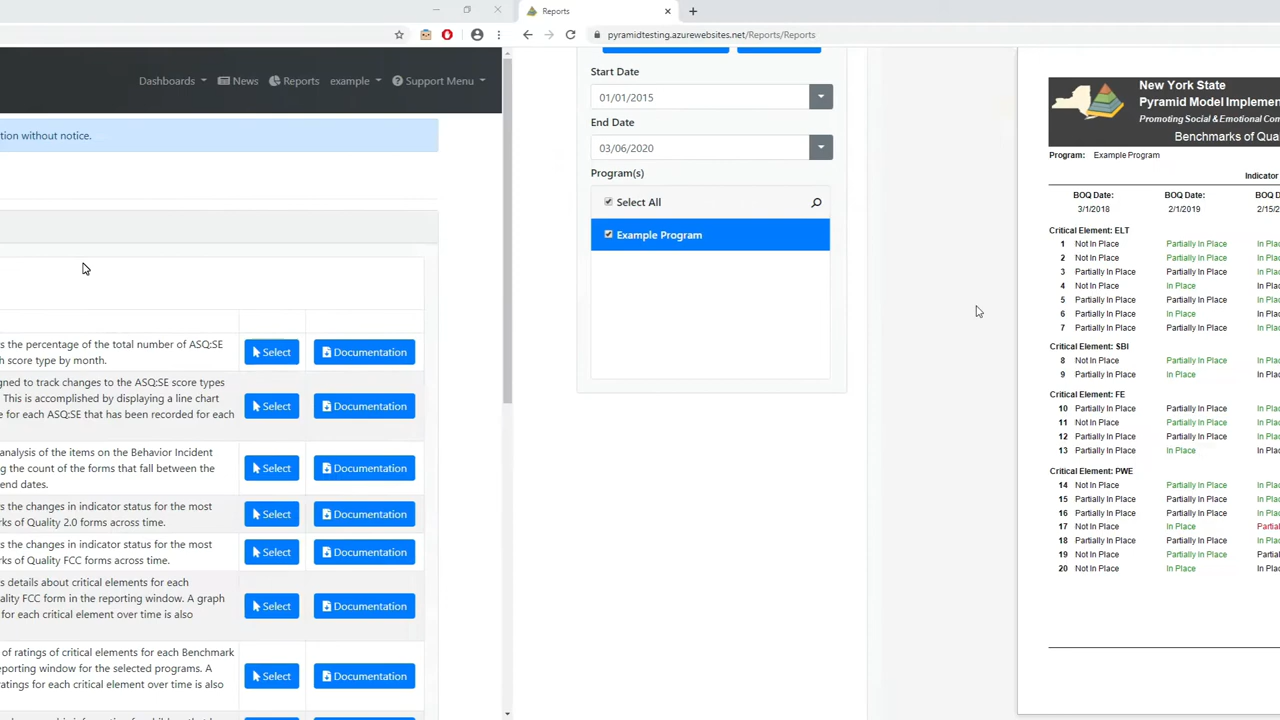 Reports
pyramidtesting.azurewebsites.net/Reports/Reports
Dashboards
News
Reports
example
Support Menu
tion without notice.
s the percentage of the total number of ASQ:SE
h score type by month.
Select
Documentation
gned to track changes to the ASQ:SE score types
This is accomplished by displaying a line chart
e for each ASQ:SE that has been recorded for each
Select
Documentation
analysis of the items on the Behavior Incident
ng the count of the forms that fall between the
end dates.
Select
Documentation
s the changes in indicator status for the most
rks of Quality 2.0 forms across time.
Select
Documentation
s the changes in indicator status for the most
rks of Quality FCC forms across time.
Select
Documentation
s details about critical elements for each
ality FCC form in the reporting window. A graph
for each critical element over time is also
Select
Documentation
of ratings of critical elements for each Benchmark
eporting window for the selected programs. A
ratings for each critical element over time is also
Select
Documentation
Start Date
01/01/2015
End Date
03/06/2020
Program(s)
Select All
Example Program
New York State
Pyramid Model Implemen
Promoting Social & Emotional Com
Benchmarks of Qua
Program: Example Program
Indicator
BOQ Date: BOQ Date: BOQ D
3/1/2018 2/1/2019 2/15/2
Critical Element: ELT
1 Not In Place Partially In Place In Pla
2 Not In Place Partially In Place In Pla
3 Partially In Place Partially In Place In Pla
4 Not In Place In Place In Pla
5 Partially In Place Partially In Place In Pla
6 Partially In Place In Place In Pla
7 Partially In Place Partially In Place In Pla
Critical Element: SBI
8 Not In Place Partially In Place In Pla
9 Partially In Place In Place In Pla
Critical Element: FE
10 Partially In Place Partially In Place In Pla
11 Not In Place Partially In Place In Pla
12 Partially In Place Partially In Place In Pla
13 Partially In Place In Place In Pla
Critical Element: PWE
14 Not In Place Partially In Place In Pla
15 Partially In Place Partially In Place In Pla
16 Partially In Place Partially In Place In Pla
17 Not In Place In Place Partial
18 Partially In Place Partially In Place In Pla
19 Not In Place Partially In Place Partial
20 Not In Place In Place In Pla